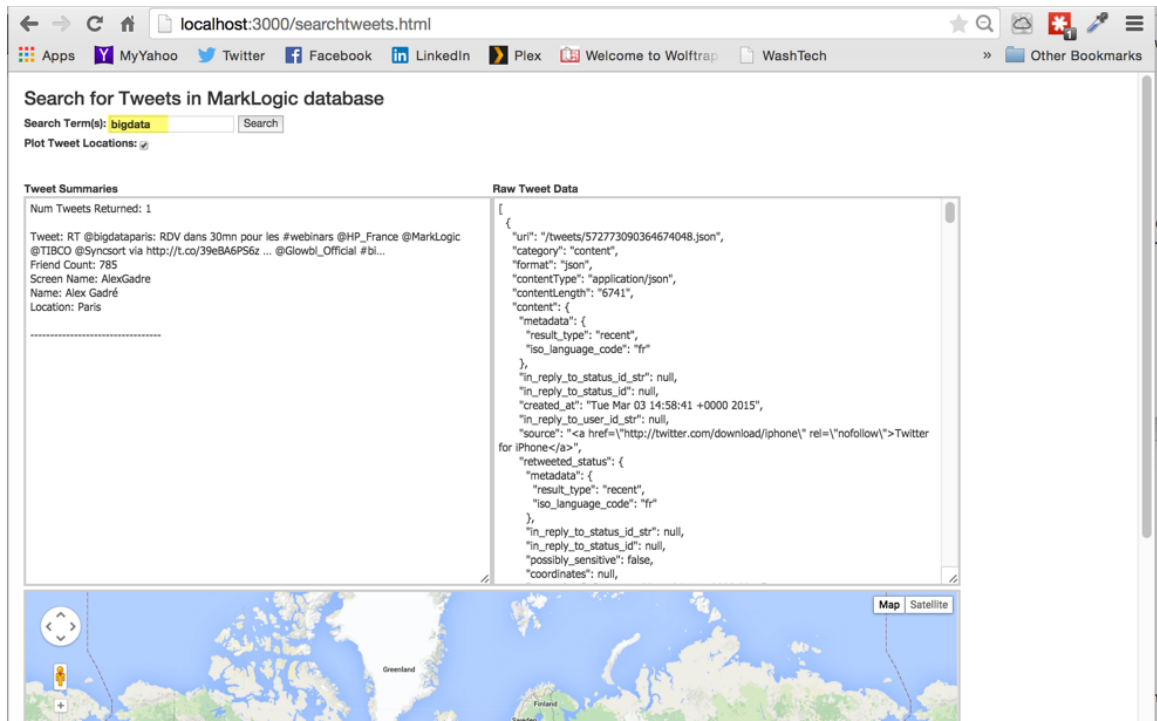 localhost:3000/searchtweets.html
1
Apps MyYahoo Twitter Facebook LinkedIn Plex Welcome to Wolftrap WashTech » Other Bookmarks
Search for Tweets in MarkLogic database
Search Term(s): bigdata Search
Plot Tweet Locations:
Tweet Summaries
Num Tweets Returned: 1
Tweet: RT @bigdataparis: RDV dans 30mn pour les #webinars @HP_France @MarkLogic
@TIBCO @Syncsort via http://t.co/39eBA6PS6z ... @Glowbl_Official #bi...
Friend Count: 785
Screen Name: AlexGadre
Name: Alex Gadré
Location: Paris
---------------------------------
Raw Tweet Data
[
{
"uri": "/tweets/572773090364674048.json",
"category": "content",
"format": "json",
"contentType": "application/json",
"contentLength": "6741",
"content": {
"metadata": {
"result_type": "recent",
"iso_language_code": "fr"
},
"in_reply_to_status_id_str": null,
"in_reply_to_status_id": null,
"created_at": "Tue Mar 03 14:58:41 +0000 2015",
"in_reply_to_user_id_str": null,
"source": "<a href=\"http://twitter.com/download/iphone\" rel=\"nofollow\">Twitter
for iPhone</a>",
"retweeted_status": {
"metadata": {
"result_type": "recent",
"iso_language_code": "fr"
},
"in_reply_to_status_id_str": null,
"in_reply_to_status_id": null,
"possibly_sensitive": false,
"coordinates": null,
Map Satellite
Greenland
Finland
Sweden